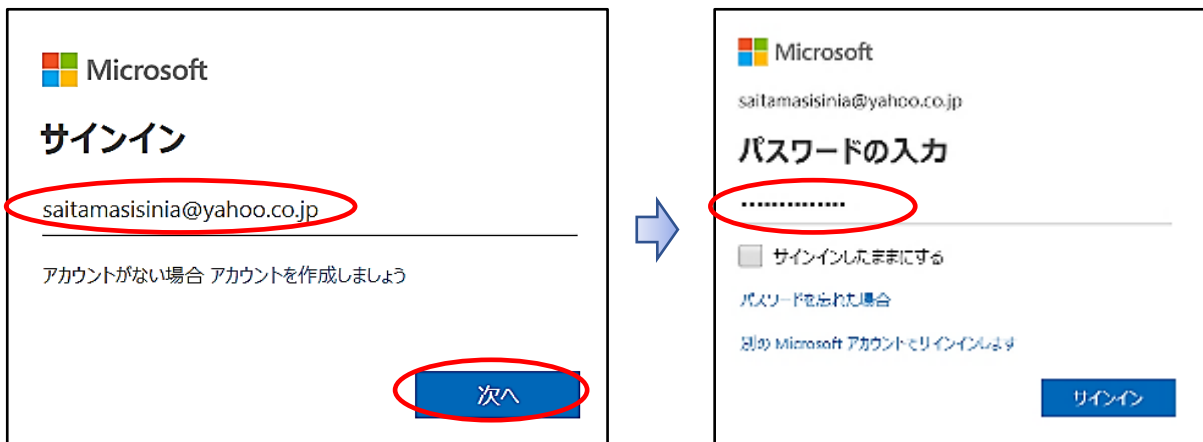 Microsoft
サインイン
saitamasisinia@yahoo.co.jp
アカウントがない場合 アカウントを作成しましょう
次へ
Microsoft
saitamasisinia@yahoo.co.jp
パスワードの入力
••••••••••••••
サインインしたままにする
パスワードを忘れた場合
別の Microsoft アカウントでサインインします
サインイン